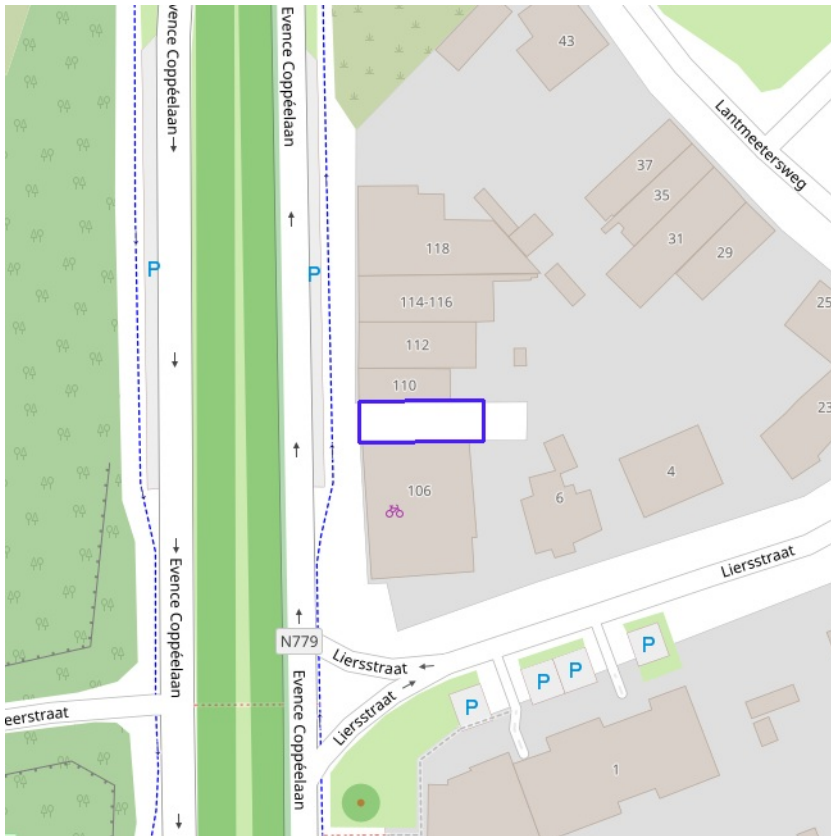 Evence Coppéelaan
Evence Coppéelaan
43
Lantmeetersweg
37
35
31
29
118
P
P
114-116
25
112
110
23
106
4
6
Evence Coppéelaan
Liersstraat
N779
Liersstraat
P
P
P
P
Evence Coppéelaan
Liersstraat
eerstraat
1